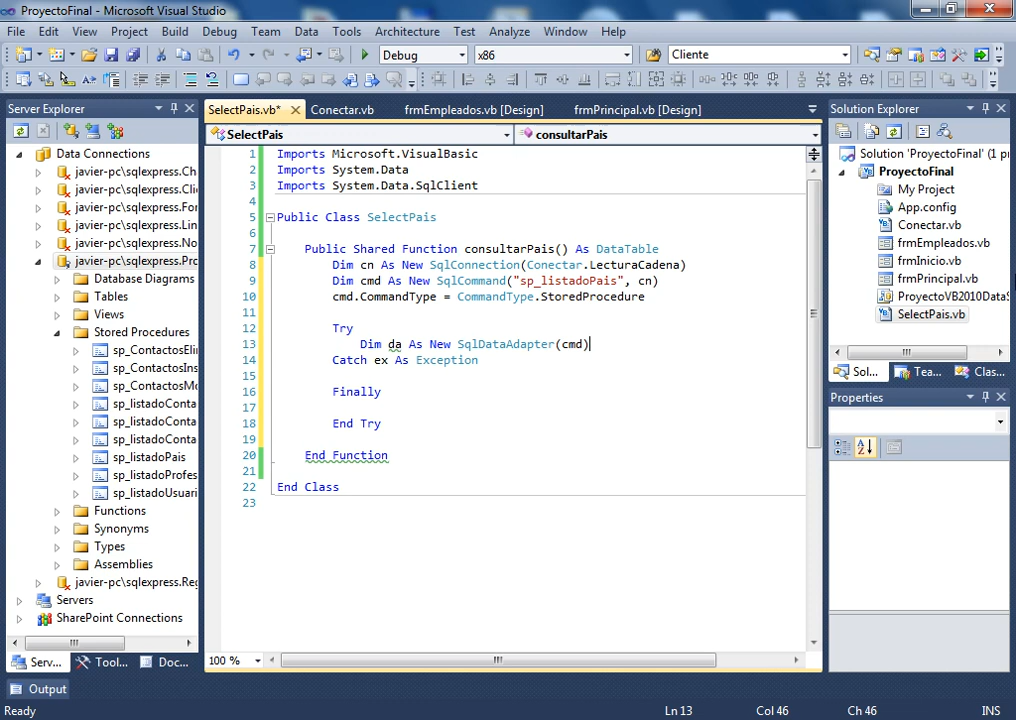 ProyectoFinal - Microsoft Visual Studio
File Edit View Project Build Debug Team Data Tools Architecture Test Analyze Window Help
Debug x86 Cliente
Server Explorer
Data Connections
javier-pc\sqlexpress.Ch
javier-pc\sqlexpress.Cli
javier-pc\sqlexpress.For
javier-pc\sqlexpress.Lin
javier-pc\sqlexpress.No
javier-pc\sqlexpress.Prc
Database Diagrams
Tables
Views
Stored Procedures
sp_ContactosEli
sp_ContactosIns
sp_ContactosMo
sp_listadoConta
sp_listadoConta
sp_listadoConta
sp_listadoPais
sp_listadoProfes
sp_listadoUsuari
Functions
Synonyms
Types
Assemblies
javier-pc\sqlexpress.Re
Servers
SharePoint Connections
Serv... Tool... Doc...
SelectPais.vb* Conectar.vb frmEmpleados.vb [Design] frmPrincipal.vb [Design]
SelectPais consultarPais
1 Imports Microsoft.VisualBasic
2 Imports System.Data
3 Imports System.Data.SqlClient
4
5 Public Class SelectPais
6
7 Public Shared Function consultarPais() As DataTable
8 Dim cn As New SqlConnection(Conectar.LecturaCadena)
9 Dim cmd As New SqlCommand("sp_listadoPais", cn)
10 cmd.CommandType = CommandType.StoredProcedure
11
12 Try
13 Dim da As New SqlDataAdapter(cmd)
14 Catch ex As Exception
15
16 Finally
17
18 End Try
19
20 End Function
21
22 End Class
23
100 %
Solution Explorer
Solution 'ProyectoFinal' (1 p
ProyectoFinal
My Project
App.config
Conectar.vb
frmEmpleados.vb
frmInicio.vb
frmPrincipal.vb
ProyectoVB2010DataS
SelectPais.vb
Sol... Tea... Clas...
Properties
Output
Ready Ln 13 Col 46 Ch 46 INS